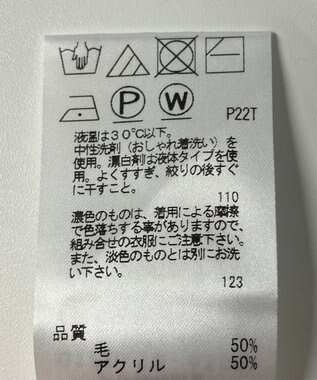 P W P22T
液温は30℃以下。
中性洗剤（おしゃれ着洗い）を
使用。漂白剤は液体タイプを使
用。よくすすぎ、絞りの後すぐ
に干すこと。
110
濃色のものは、着用による摩擦
で色落ちする事がありますので、
組み合せの衣服にご注意下さい。
また、淡色のものとは別にお洗
い下さい。
123
品質
毛 50%
アクリル 50%